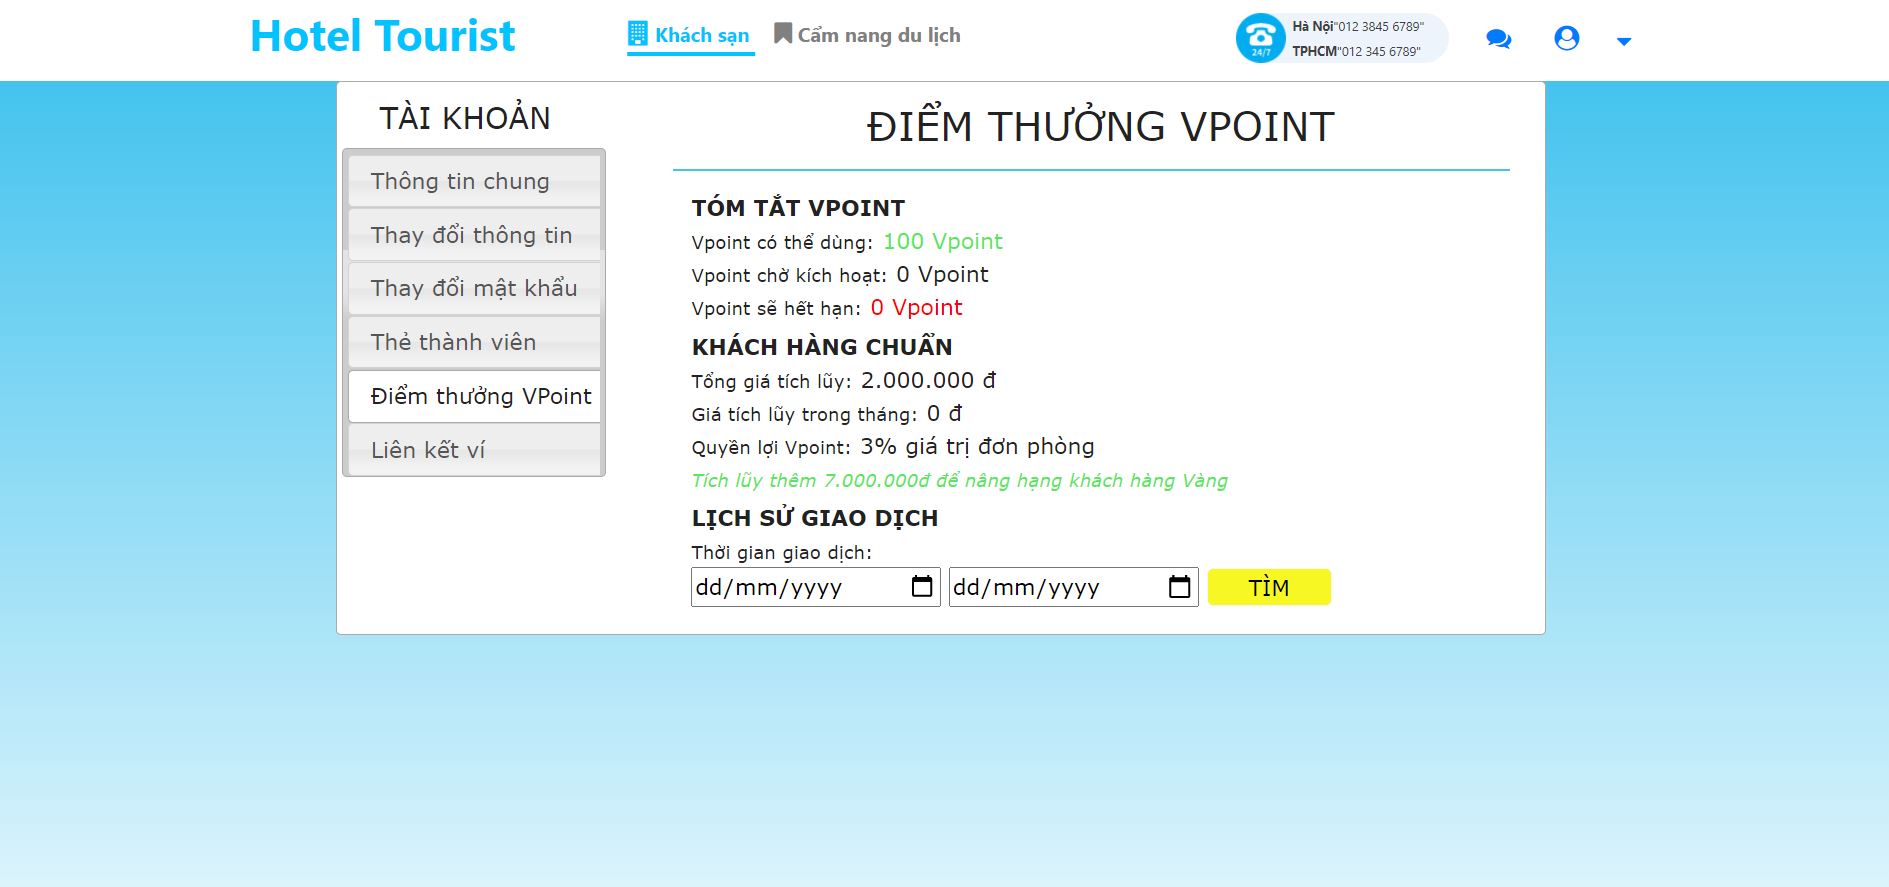 Hotel Tourist
Khách sạn
Cẩm nang du lịch
24/7
Hà Nội"012 3845 6789"
TPHCM"012 345 6789"
TÀI KHOẢN
Thông tin chung
Thay đổi thông tin
Thay đổi mật khẩu
Thẻ thành viên
Điểm thưởng VPoint
Liên kết ví
ĐIỂM THƯỞNG VPOINT
TÓM TẮT VPOINT
Vpoint có thể dùng: 100 Vpoint
Vpoint chờ kích hoạt: 0 Vpoint
Vpoint sẽ hết hạn: 0 Vpoint
KHÁCH HÀNG CHUẨN
Tổng giá tích lũy: 2.000.000 đ
Giá tích lũy trong tháng: 0 đ
Quyền lợi Vpoint: 3% giá trị đơn phòng
Tích lũy thêm 7.000.000đ để nâng hạng khách hàng Vàng
LỊCH SỬ GIAO DỊCH
Thời gian giao dịch:
dd/mm/yyyy dd/mm/yyyy TÌM